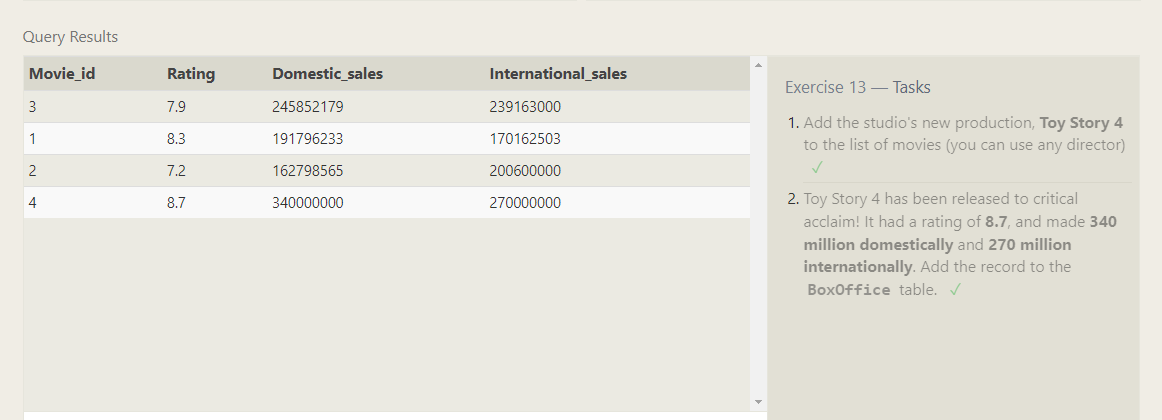 Query Results
Movie_id Rating Domestic_sales International_sales
3 7.9 245852179 239163000
1 8.3 191796233 170162503
2 7.2 162798565 200600000
4 8.7 340000000 270000000
Exercise 13 — Tasks
1. Add the studio's new production, Toy Story 4
to the list of movies (you can use any director)
✓
2. Toy Story 4 has been released to critical
acclaim! It had a rating of 8.7, and made 340
million domestically and 270 million
internationally. Add the record to the
BoxOffice table. ✓